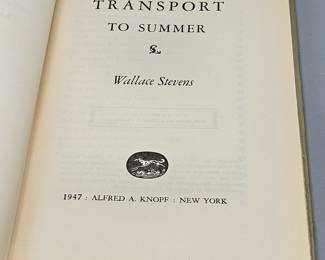 TRANSPORT
TO SUMMER
Wallace Stevens
1947 : ALFRED A. KNOPF : NEW YORK